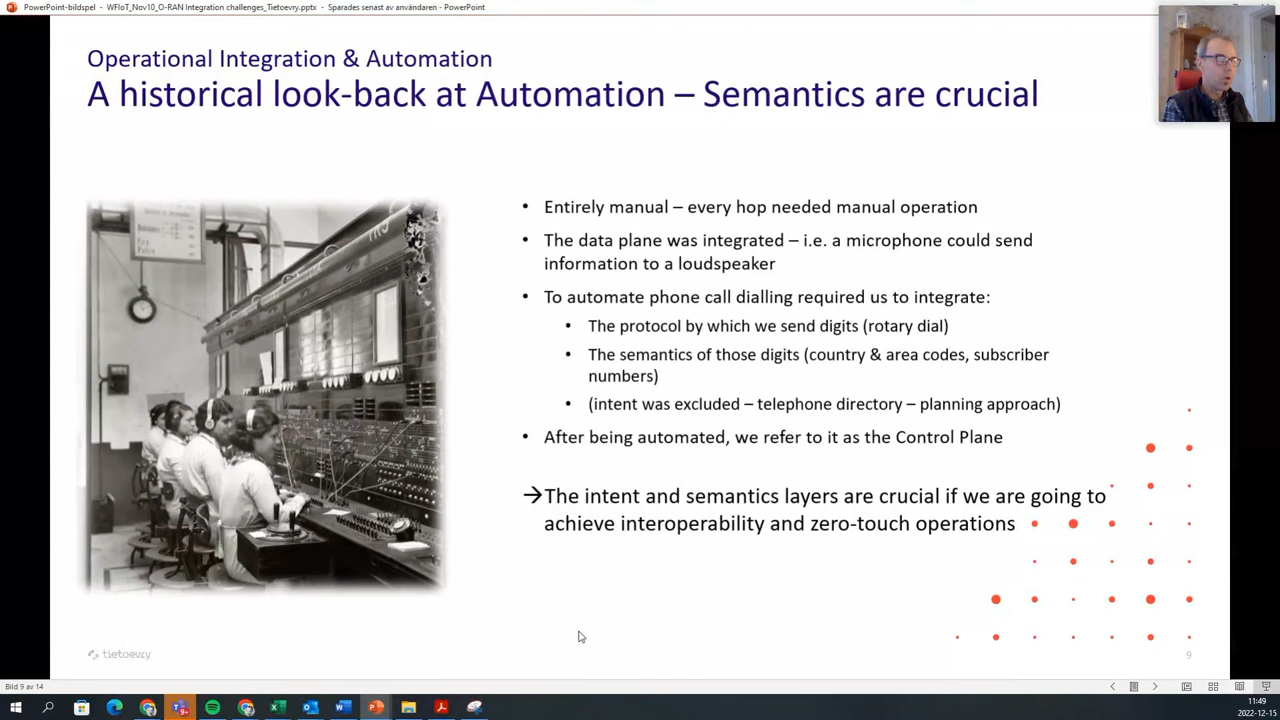 PowerPoint-bildspel - WFIoT_Nov10_O-RAN Integration challenges_Tietoevry.pptx - Sparades senast av användaren - PowerPoint
Operational Integration & Automation
A historical look-back at Automation – Semantics are crucial
• Entirely manual – every hop needed manual operation
• The data plane was integrated – i.e. a microphone could send
information to a loudspeaker
• To automate phone call dialling required us to integrate:
• The protocol by which we send digits (rotary dial)
• The semantics of those digits (country & area codes, subscriber
numbers)
• (intent was excluded – telephone directory – planning approach)
• After being automated, we refer to it as the Control Plane
→The intent and semantics layers are crucial if we are going to
achieve interoperability and zero-touch operations
tietoevry
9
Bild 9 av 14
11:49
2022-12-15